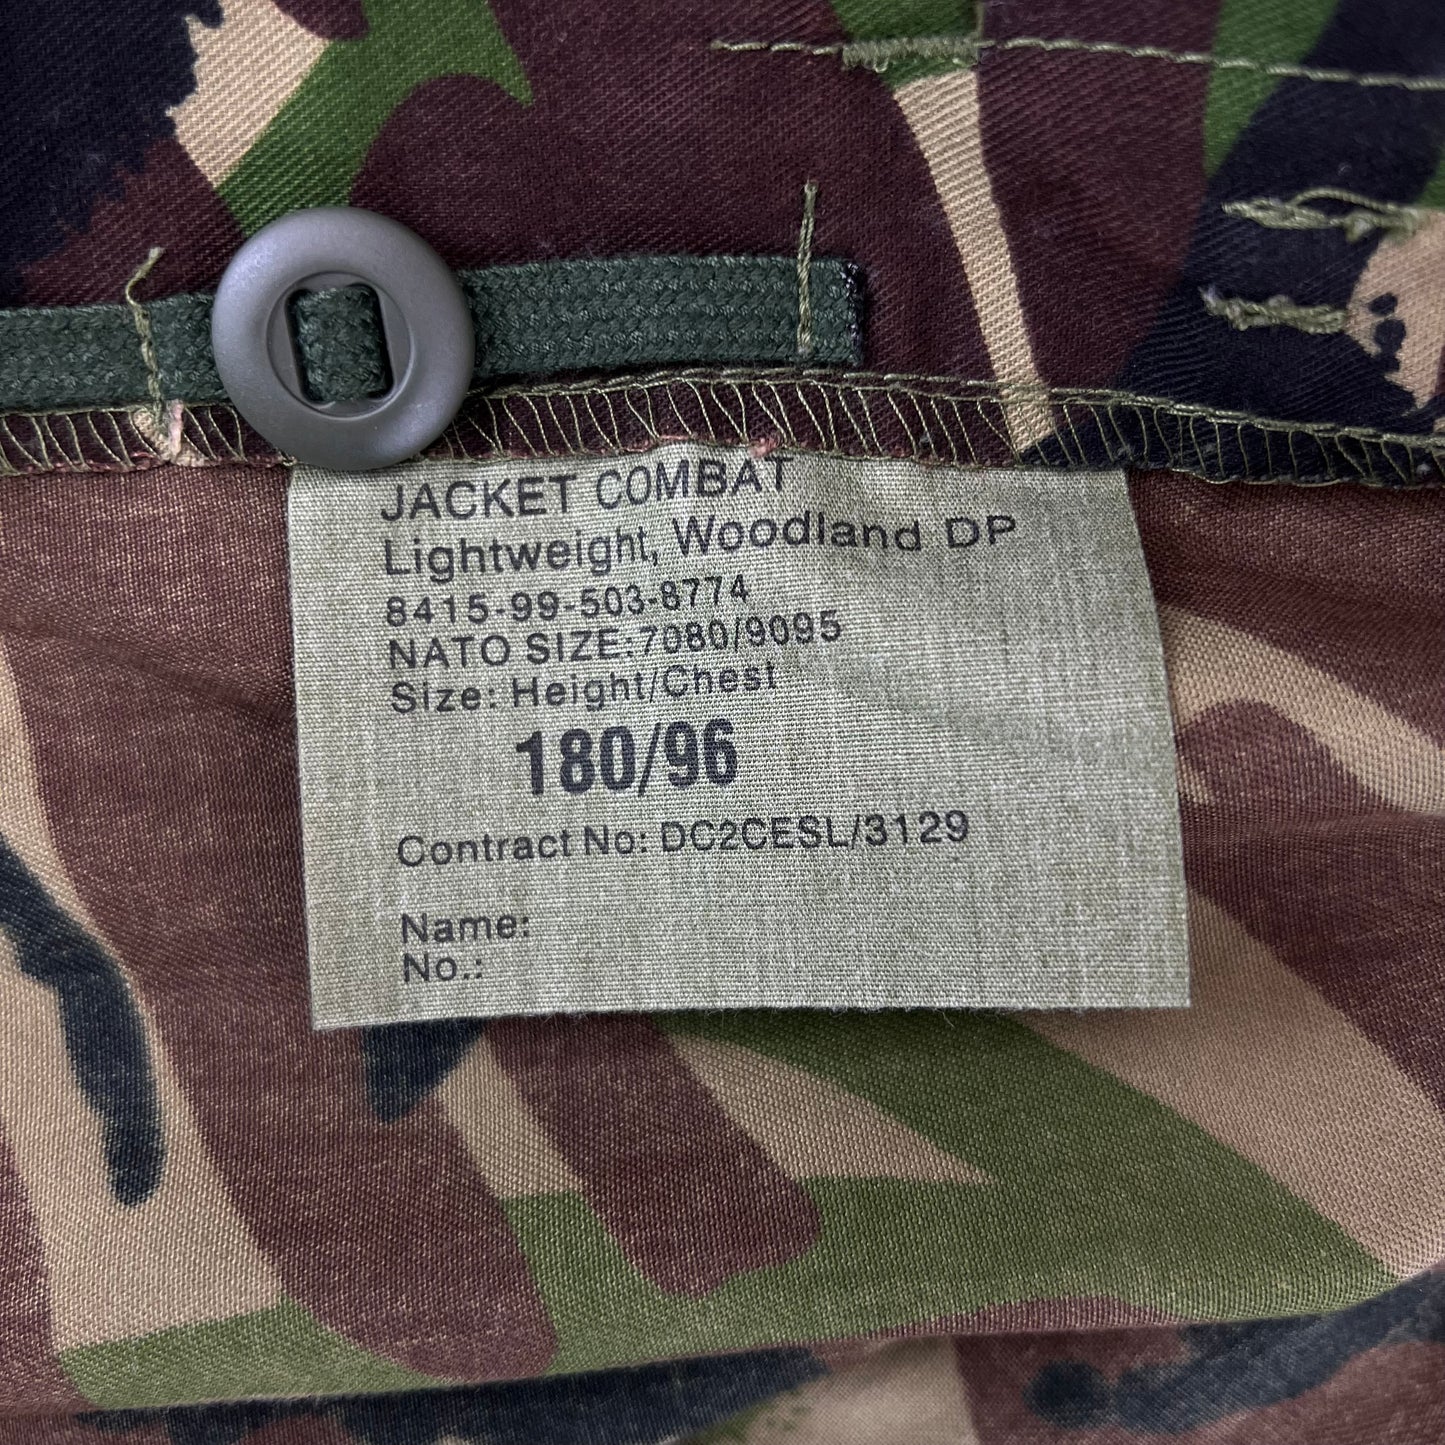 JACKET COMBAT
Lightweight, Woodland DP
8415-99-503-8774
NATO SIZE:7080/9095
Size: Height/Chest
180/96
Contract No: DC2CESL/3129
Name:
No.: